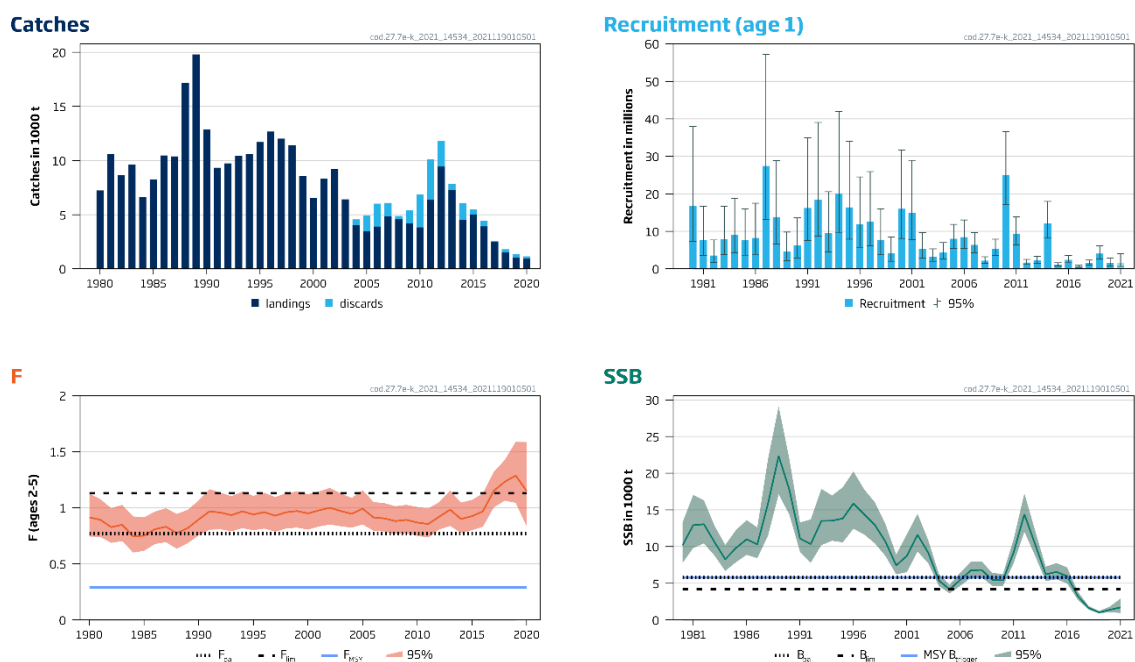 Catches
cod.27.7e-k_2021_14534_2021119010501
Catches in 1000 t
20
15
10
5
0
1980 1985 1990 1995 2000 2005 2010 2015 2020
landings discards
Recruitment (age 1)
cod.27.7e-k_2021_14534_2021119010501
Recruitment in millions
60
50
40
30
20
10
0
1981 1986 1991 1996 2001 2006 2011 2016 2021
Recruitment 95%
F
cod.27.7e-k_2021_14534_2021119010501
F (ages 2-5)
2
1.5
1
0.5
0
1980 1985 1990 1995 2000 2005 2010 2015 2020
Fpa Flim FMSY 95%
SSB
cod.27.7e-k_2021_14534_2021119010501
SSB in 1000 t
30
25
20
15
10
5
0
1981 1986 1991 1996 2001 2006 2011 2016 2021
Bpa Blim MSY Btrigger 95%